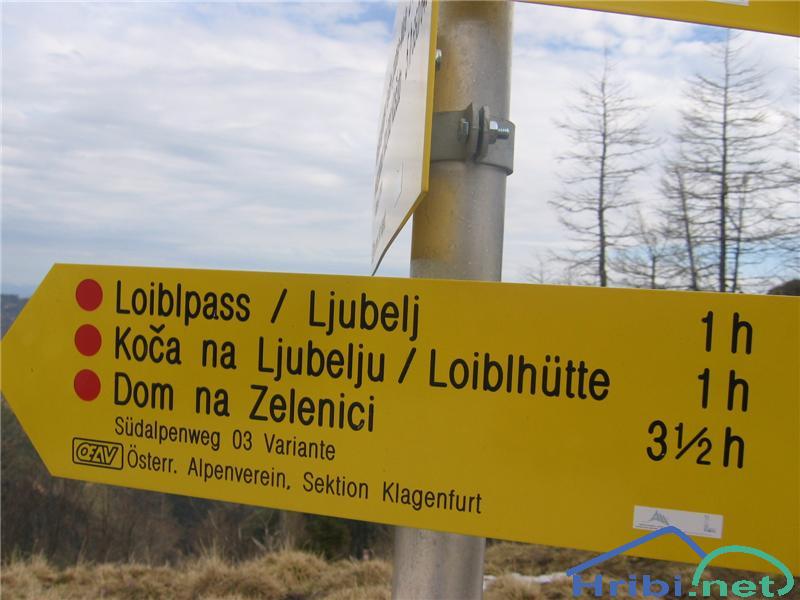 Loiblpass / Ljubelj 1 h
Koča na Ljubelju / Loiblhütte 1 h
Dom na Zelenici 3½ h
Südalpenweg 03 Variante
OEAV Österr. Alpenverein, Sektion Klagenfurt
Hribi.net